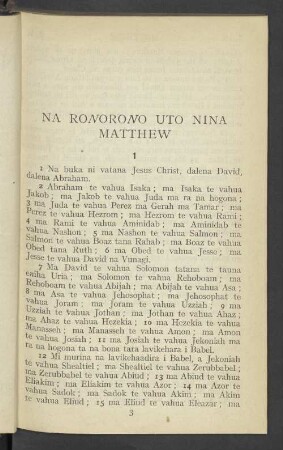 NA RONORONO UTO NINA
MATTHEW
1
1 Na buka ni vatana Jesus Christ, dalena David,
dalena Abraham.
2 Abraham te vahua Isaka; ma Isaka te vahua
Jakob; ma Jakob te vahua Juda ma ra na hogona;
3 ma Juda te vahua Perez ma Gerah ma Tamar; ma
Perez te vahua Hezrom; ma Hezrom te vahua Rami;
4 ma Rami te vahua Aminidab; ma Aminidab te
vahua Nashon; 5 ma Nashon te vahua Salmon; ma
Salmon te vahua Boaz tana Rahab; ma Boaz te vahua
Obed tana Ruth; 6 ma Obed te vahua Jesse; ma
Jesse te vahua David na Vunagi.
7 Ma David te vahua Solomon tatana te tauna
eaiha Uria; ma Solomon te vahua Rehoboam; ma
Rehoboam te vahua Abijah; ma Abijah te vahua Asa;
8 ma Asa te vahua Jehosophat; ma Jehosophat te
vahua Joram; ma Joram te vahua Uzziah; 9 ma
Uzziah te vahua Jothan; ma Jothan te vahua Ahaz;
ma Ahaz te vahua Hezekia; 10 ma Hezekia te vahua
Manasseh; ma Manasseh te vahua Amon; ma Amon
te vahua Josiah; 11 ma Josiah te vahua Jekoniah ma
ra na hogona ta na bona tara lavikehara i Babel.
12 Mi murina na lavikehaadira i Babel, a Jekoniah
te vahua Shealtiel; ma Shealtiel te vahua Zerubbabel;
ma Zerubbabel te vahua Abiud; 13 ma Abiud te vahua
Eliakim; ma Eliakim te vahua Azor; 14 ma Azor te
vahua Sadok; ma Sadok te vahua Akim; ma Akim
te vahua Eliud; 15 ma Eliud te vahua Eleazar; ma
3